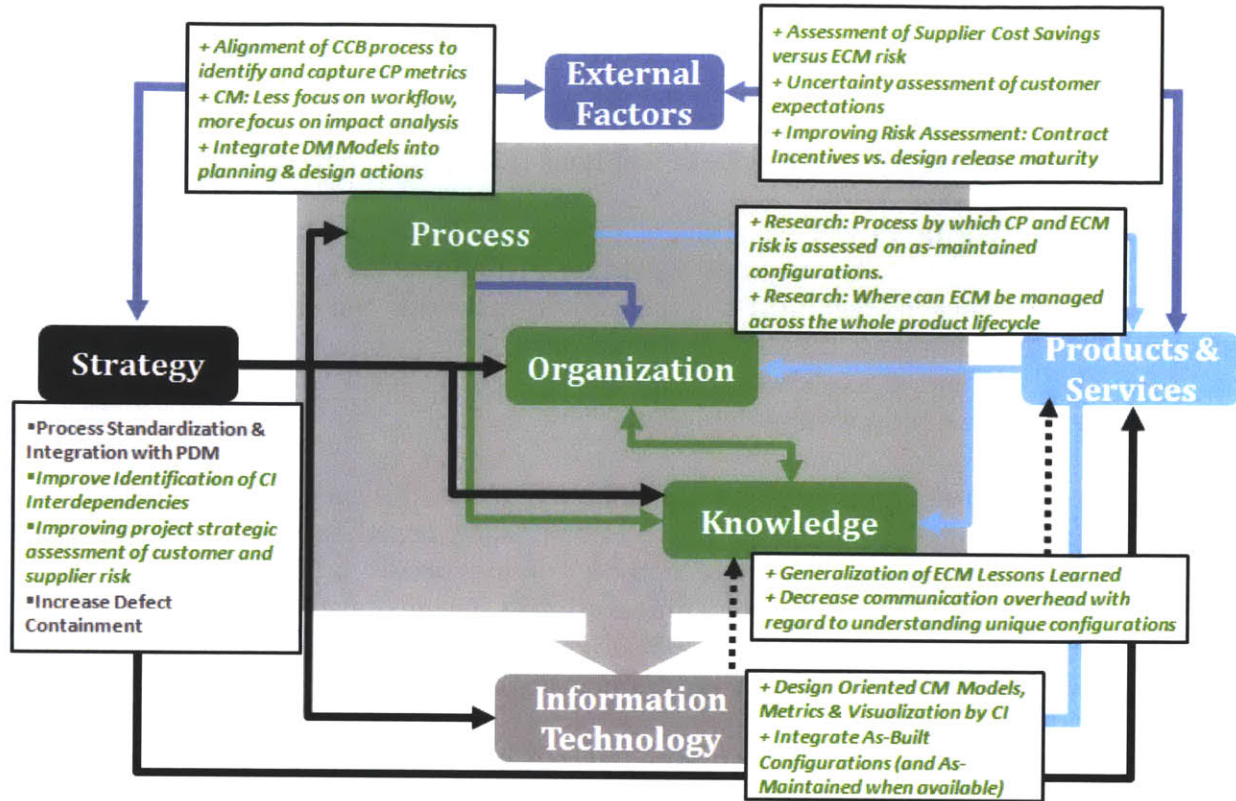 + Alignment of CCB process to
identify and capture CP metrics
+ CM: Less focus on workflow,
more focus on impact analysis
+ Integrate DM Models into
planning & design actions
External
Factors
+ Assessment of Supplier Cost Savings
versus ECM risk
+ Uncertainty assessment of customer
expectations
+ Improving Risk Assessment: Contract
Incentives vs. design release maturity
Process
+ Research: Process by which CP and ECM
risk is assessed on as-maintained
configurations.
+ Research: Where can ECM be managed
across the whole product lifecycle
Strategy
Organization
Products &
Services
▪Process Standardization &
Integration with PDM
▪Improve Identification of CI
Interdependencies
▪Improving project strategic
assessment of customer and
supplier risk
▪Increase Defect
Containment
Knowledge
+ Generalization of ECM Lessons Learned
+ Decrease communication overhead with
regard to understanding unique configurations
Information
Technology
+ Design Oriented CM Models,
Metrics & Visualization by CI
+ Integrate As-Built
Configurations (and As-
Maintained when available)